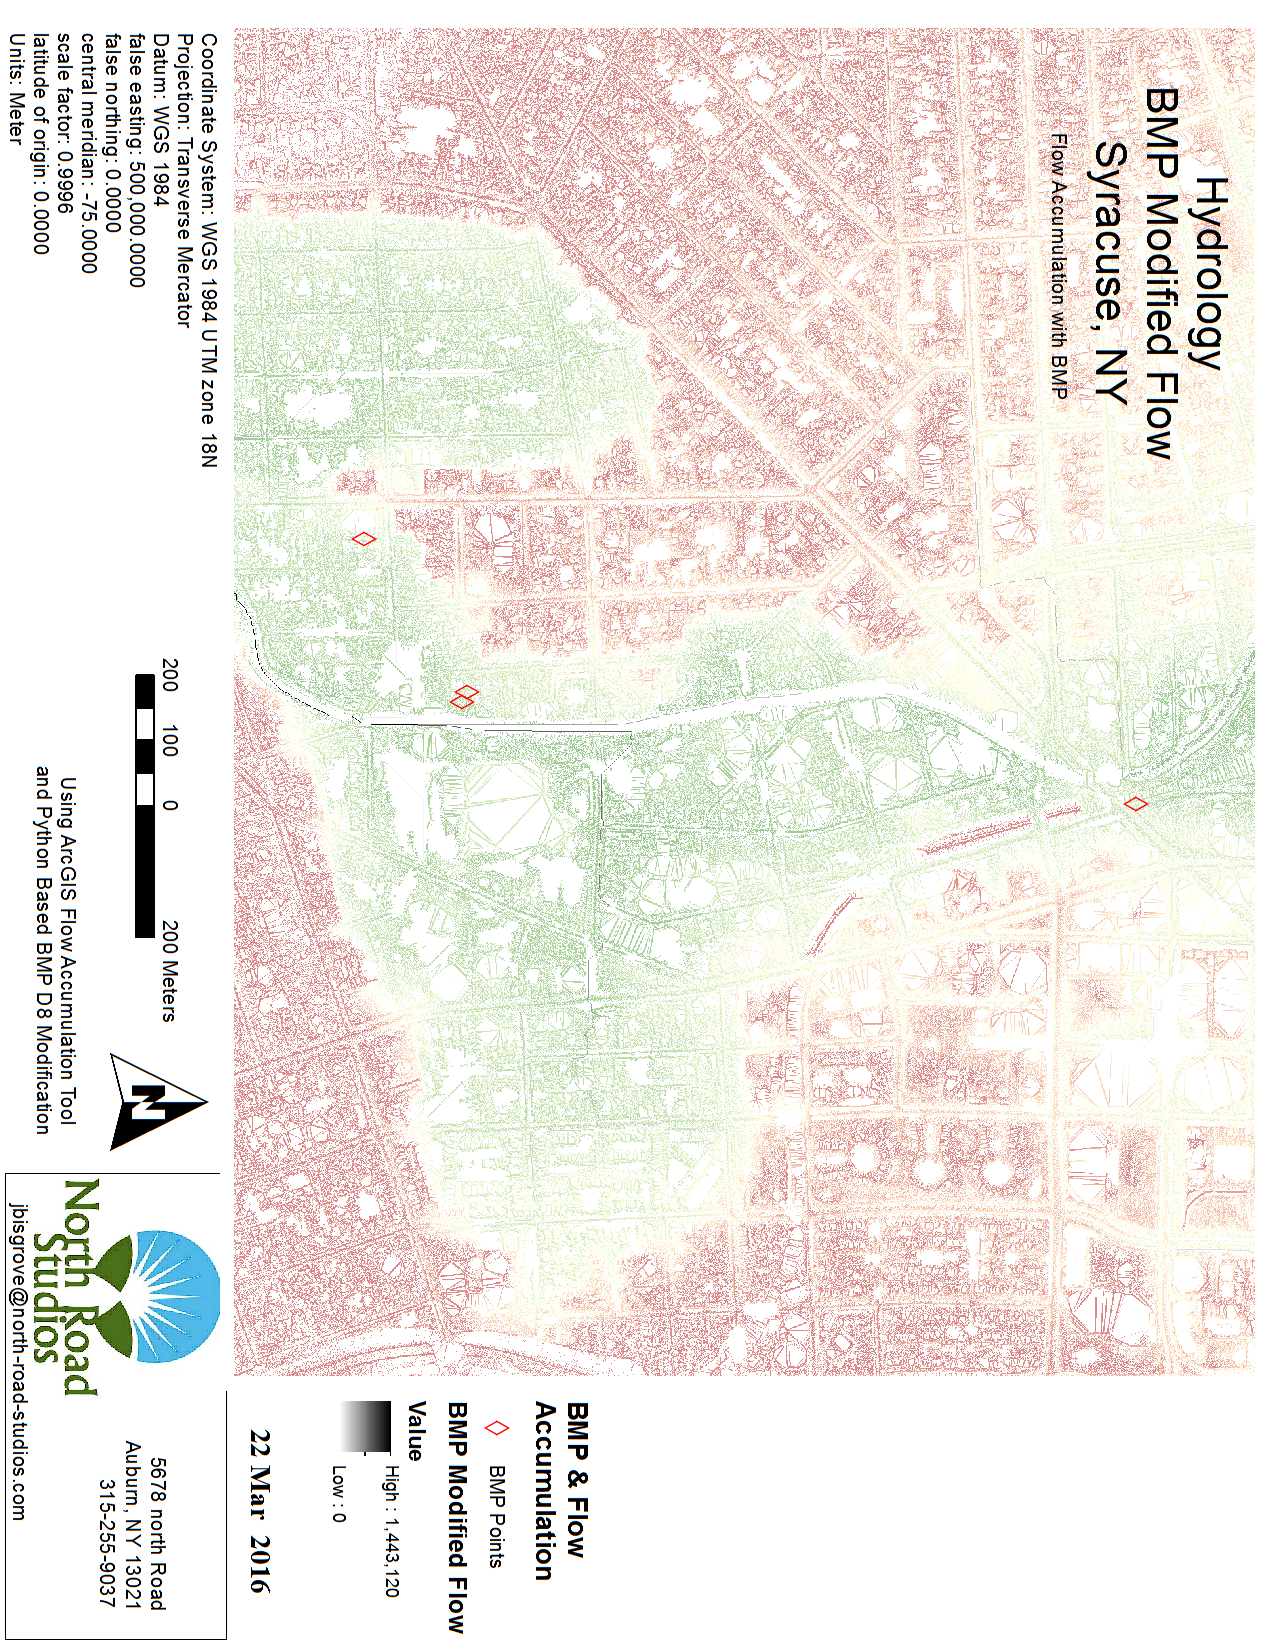 Hydrology
BMP Modified Flow
Syracuse, NY
Flow Accumulation with BMP
BMP & Flow
Accumulation
BMP Points
BMP Modified Flow
Value
High : 1,443,120
Low : 0
22 Mar 2016
Coordinate System: WGS 1984 UTM zone 18N
Projection: Transverse Mercator
Datum: WGS 1984
false easting: 500,000.0000
false northing: 0.0000
central meridian: -75.0000
scale factor: 0.9996
latitude of origin: 0.0000
Units: Meter
200 100 0 200 Meters
Using ArcGIS Flow Accumulation Tool
and Python Based BMP D8 Modification
N
North Road
Studios
jbisgrove@north-road-studios.com
5678 north Road
Auburn, NY 13021
315-255-9037